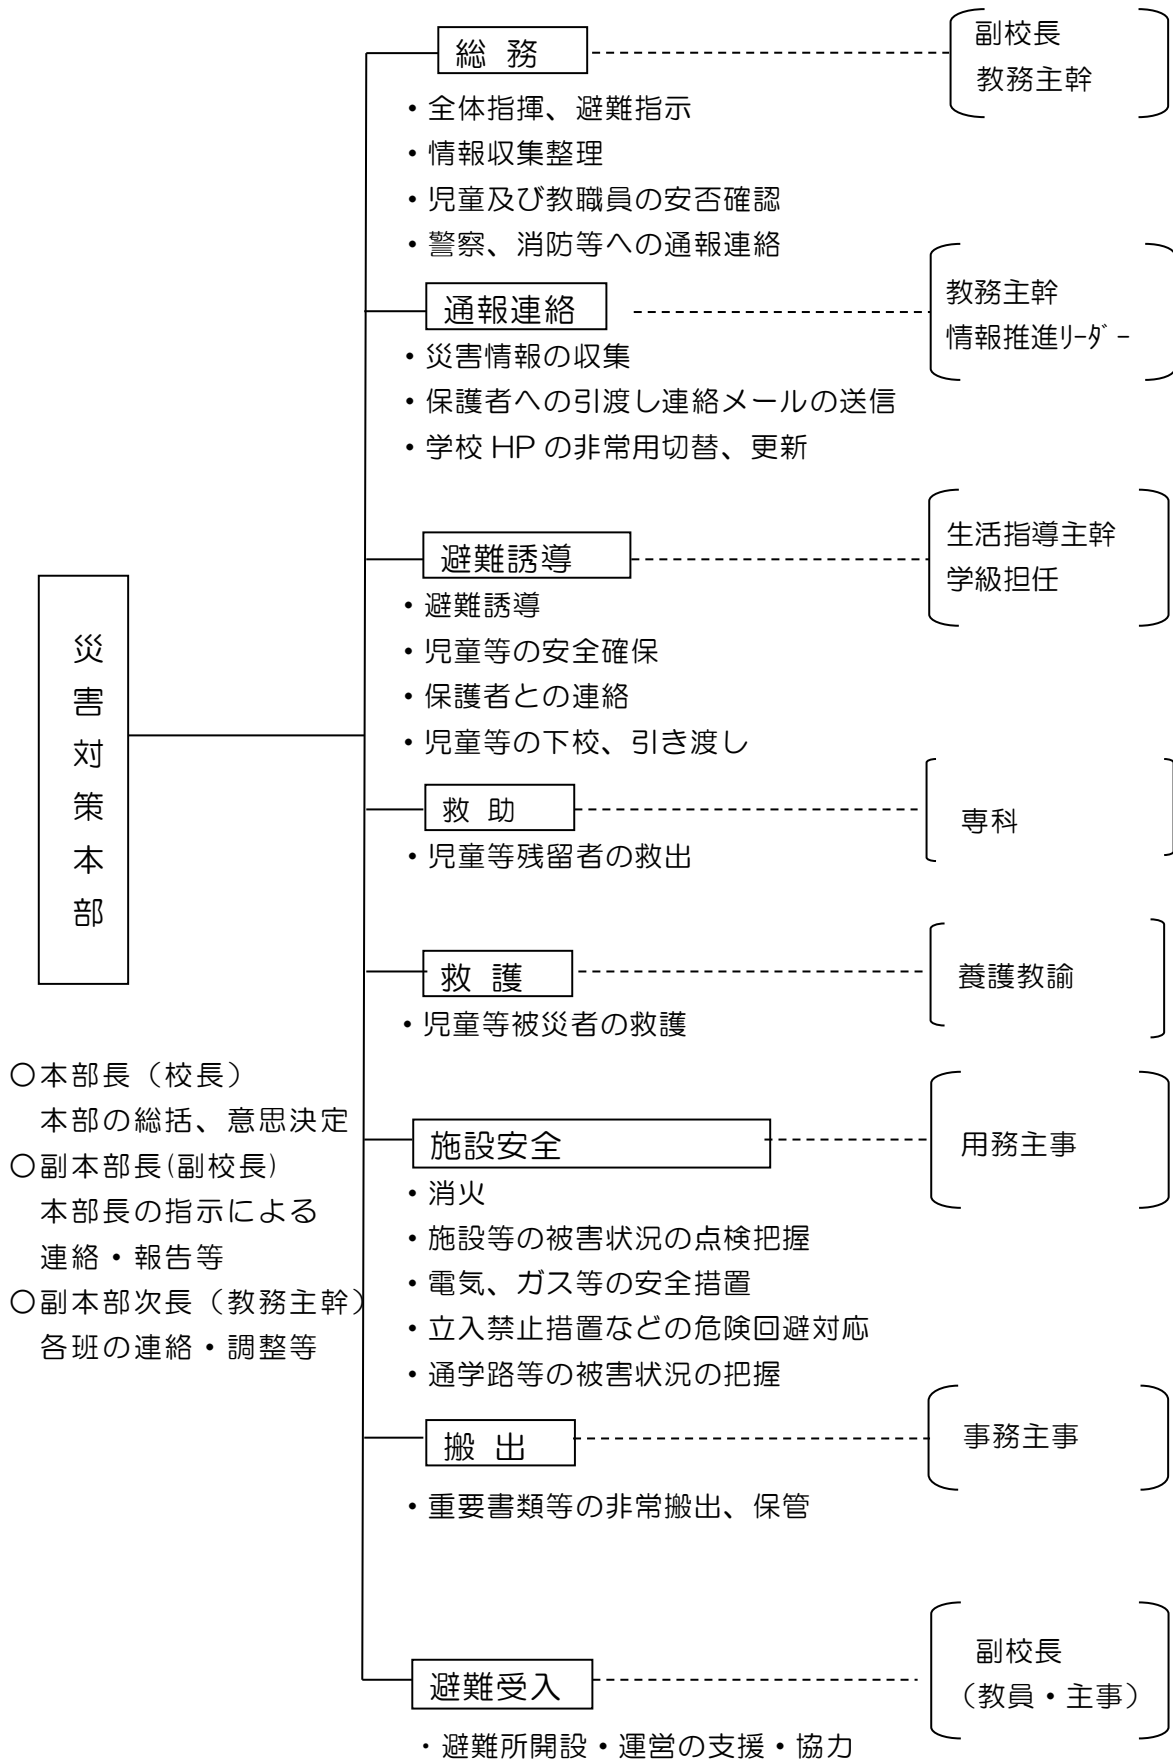 総 務
副校長
教務主幹
・全体指揮、避難指示
・情報収集整理
・児童及び教職員の安否確認
・警察、消防等への通報連絡
通報連絡
教務主幹
情報推進ﾘｰﾀﾞｰ
・災害情報の収集
・保護者への引渡し連絡メールの送信
・学校 HP の非常用切替、更新
避難誘導
生活指導主幹
学級担任
・避難誘導
・児童等の安全確保
・保護者との連絡
・児童等の下校、引き渡し
救 助
専科
・児童等残留者の救出
救 護
養護教諭
・児童等被災者の救護
施設安全
用務主事
・消火
・施設等の被害状況の点検把握
・電気、ガス等の安全措置
・立入禁止措置などの危険回避対応
・通学路等の被害状況の把握
搬 出
事務主事
・重要書類等の非常搬出、保管
避難受入
副校長
（教員・主事）
・避難所開設・運営の支援・協力
災害対策本部
〇本部長（校長）
本部の総括、意思決定
〇副本部長(副校長)
本部長の指示による
連絡・報告等
〇副本部次長（教務主幹）
各班の連絡・調整等